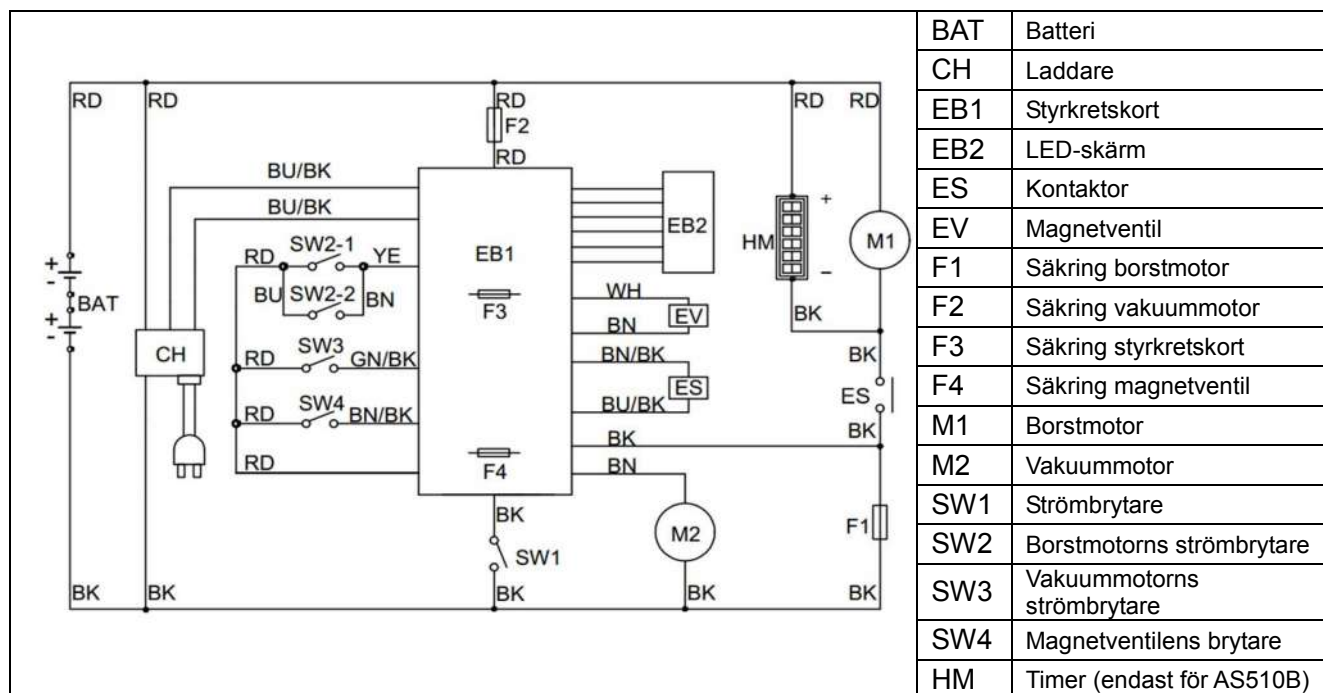 RD RD RD RD RD
F2
RD
BU/BK
BU/BK
SW2-1
RD YE
BU SW2-2 BN
EB1
EB2
HM
+
−
M1
+
-
BAT
+
-
F3
WH
EV
BN
BK
CH
SW3
RD GN/BK
BN/BK
ES
BU/BK
BK
ES
SW4
RD BN/BK
BK
BK
RD
F4
BN
BK
SW1
M2
F1
BK BK BK BK BK
BAT Batteri
CH Laddare
EB1 Styrkretskort
EB2 LED-skärm
ES Kontaktor
EV Magnetventil
F1 Säkring borstmotor
F2 Säkring vakuummotor
F3 Säkring styrkretskort
F4 Säkring magnetventil
M1 Borstmotor
M2 Vakuummotor
SW1 Strömbrytare
SW2 Borstmotorns strömbrytare
SW3 Vakuummotorns
strömbrytare
SW4 Magnetventilens brytare
HM Timer (endast för AS510B)